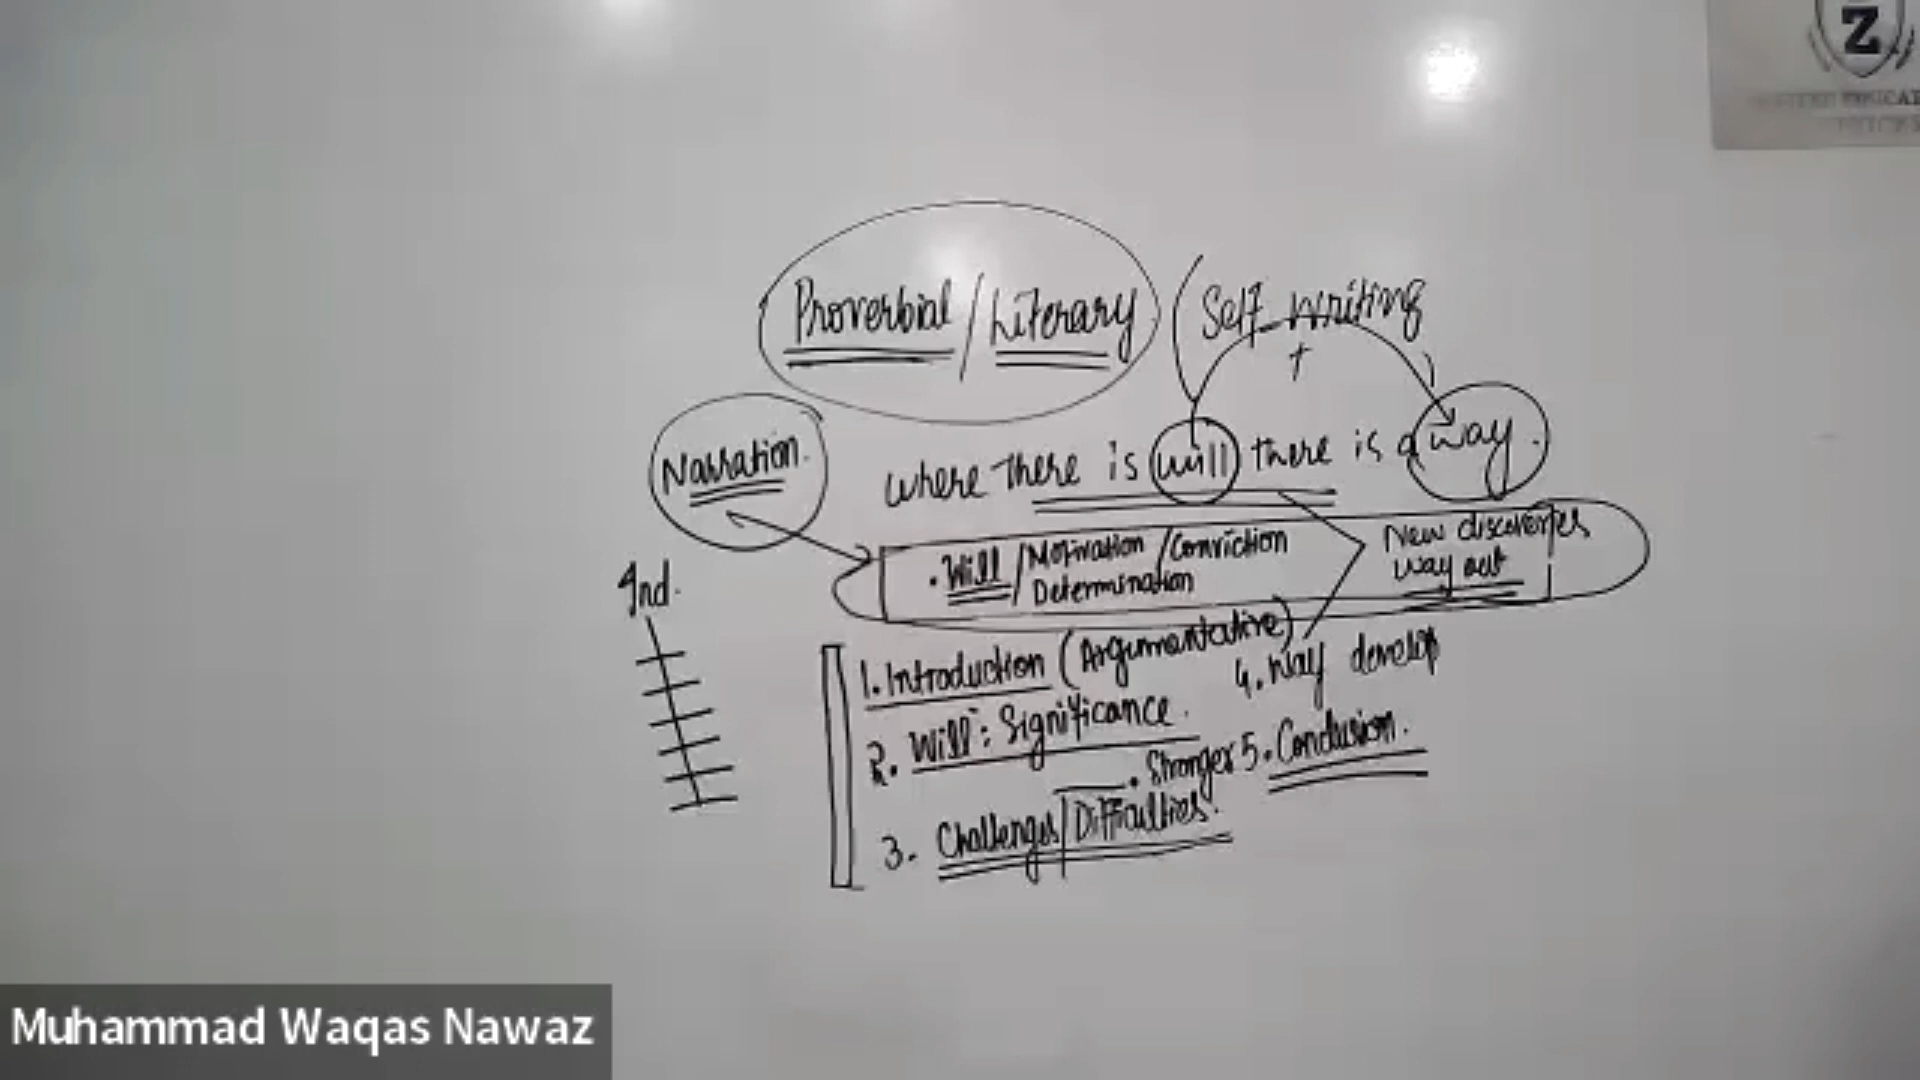 Z
Proverbial / Literary
Self writing
+
Narration.
where there is will there is a way.
. Will / Motivation / Conviction
Determination
New discoveries
way out
Ind.
1. Introduction (Argumentative)
2. Will: Significance.
. Stronger
3. Challenges / Difficulties.
4. Way develop
5. Conclusion.
Muhammad Waqas Nawaz